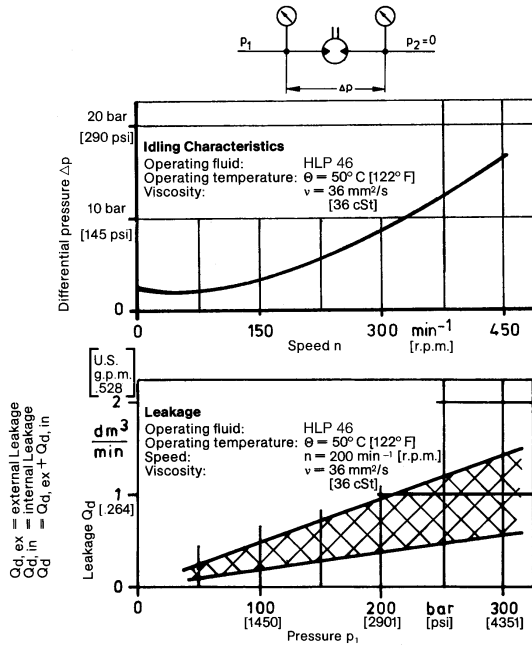 p1 p2=0
Δp
20 bar
[290 psi]
Idling Characteristics
Operating fluid: HLP 46
Operating temperature: Θ = 50° C [122° F]
Viscosity: ν = 36 mm²/s
[36 cSt]
10 bar
[145 psi]
Differential pressure Δp
0
0 150 300 min⁻¹ 450
Speed n [r.p.m.]
U.S.
g.p.m.
.528
2
Leakage
Operating fluid: HLP 46
Operating temperature: Θ = 50° C [122° F]
Speed: n = 200 min⁻¹ [r.p.m.]
Viscosity: ν = 36 mm²/s
[36 cSt]
dm³
min
1
[.264]
Leakage Qd
0
0 100 200 bar 300
[1450] [2901] [psi] [4351]
Pressure p1
Qd, ex = external Leakage
Qd, in = internal Leakage
Qd = Qd, ex + Qd, in